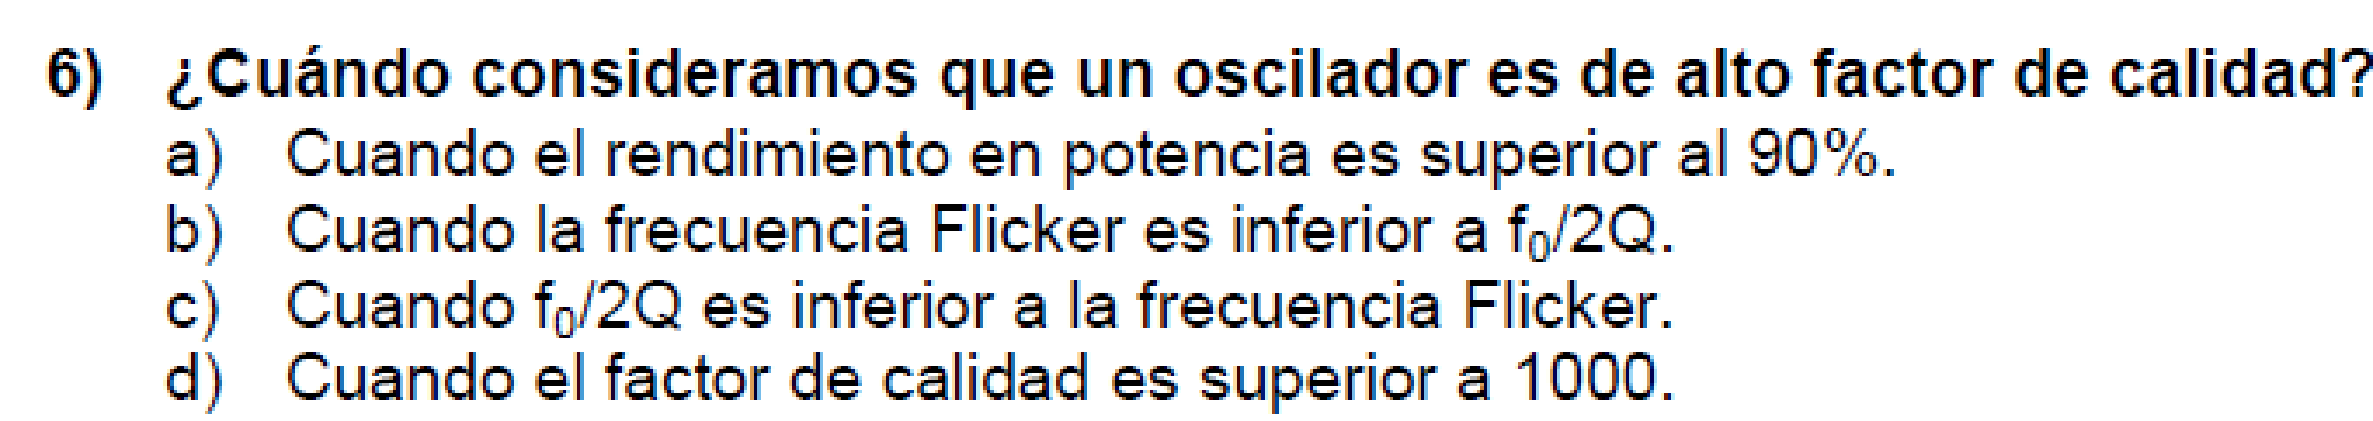 6) ¿Cuándo consideramos que un oscilador es de alto factor de calidad?
a) Cuando el rendimiento en potencia es superior al 90%.
b) Cuando la frecuencia Flicker es inferior a f₀/2Q.
c) Cuando f₀/2Q es inferior a la frecuencia Flicker.
d) Cuando el factor de calidad es superior a 1000.